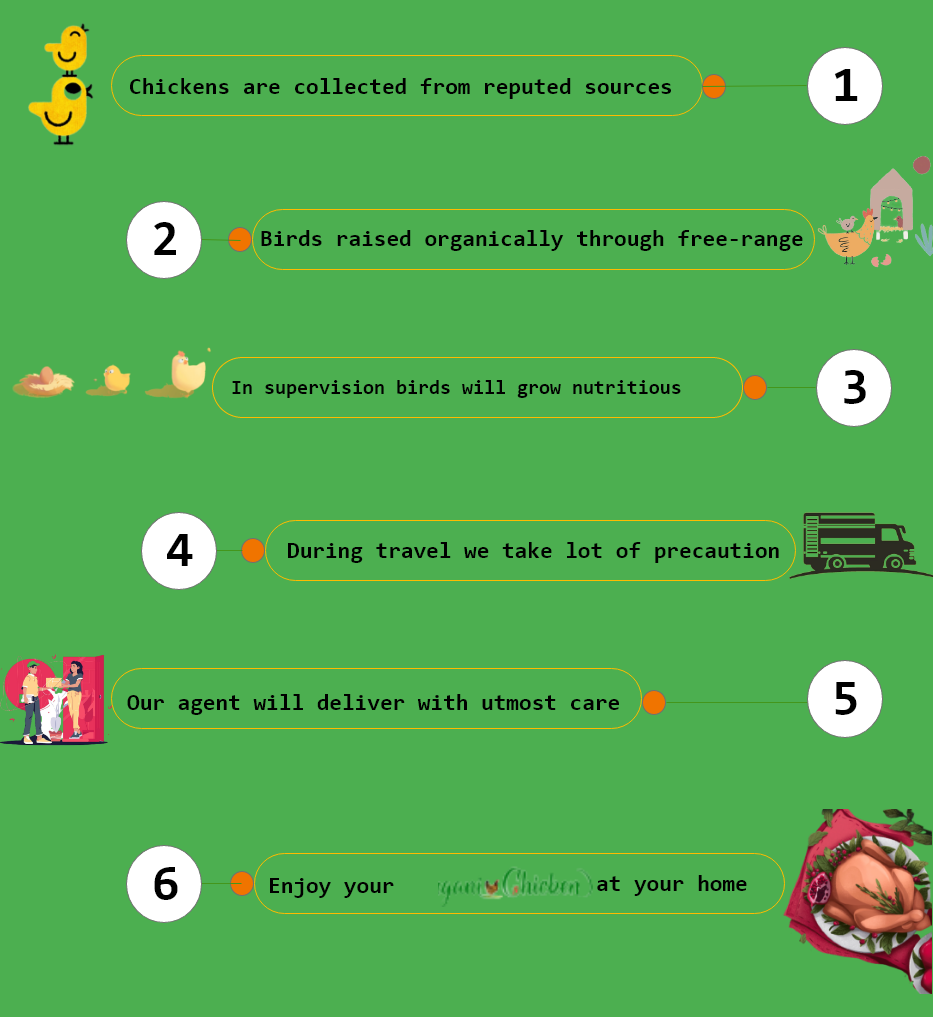 Chickens are collected from reputed sources
1
2
Birds raised organically through free-range
In supervision birds will grow nutritious
3
4
During travel we take lot of precaution
Our agent will deliver with utmost care
5
6
Enjoy your Chicken at your home